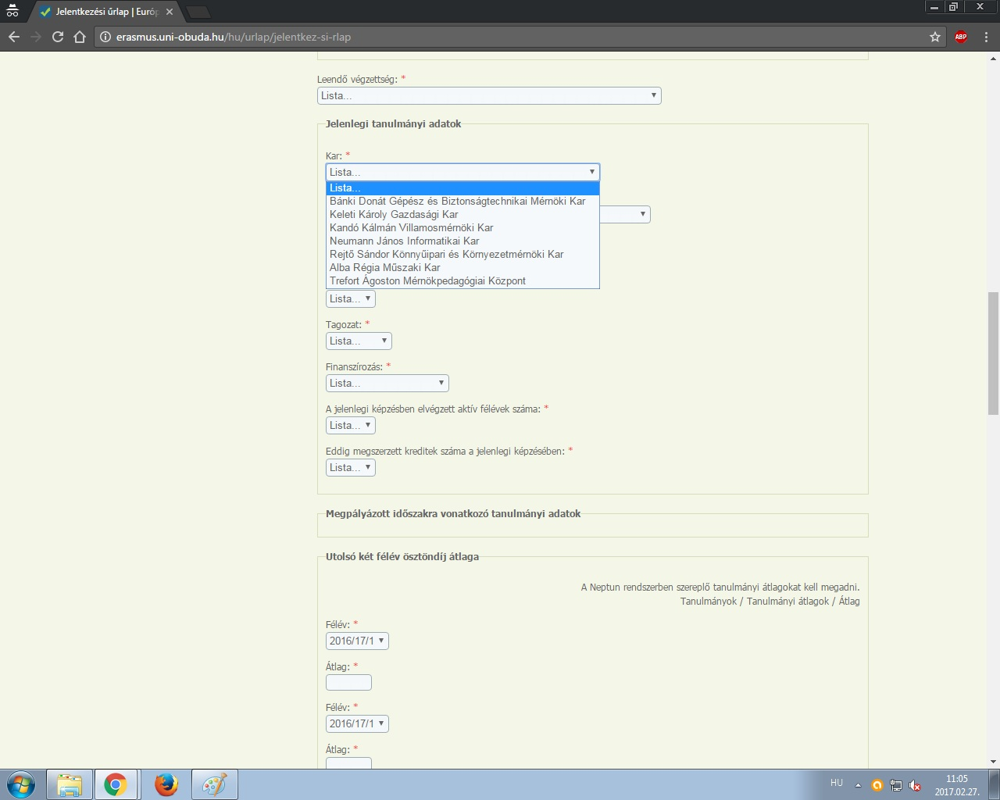 Jelentkezési űrlap | Euró
erasmus.uni-obuda.hu/hu/urlap/jelentkez-si-rlap
ABP
Leendő végzettség: *
Lista...
Jelenlegi tanulmányi adatok
Kar: *
Lista...
Lista...
Bánki Donát Gépész és Biztonságtechnikai Mérnöki Kar
Keleti Károly Gazdasági Kar
Kandó Kálmán Villamosmérnöki Kar
Neumann János Informatikai Kar
Rejtő Sándor Könnyűipari és Környezetmérnöki Kar
Alba Régia Műszaki Kar
Trefort Ágoston Mérnökpedagógiai Központ
Lista...
Tagozat: *
Lista...
Finanszírozás: *
Lista...
A jelenlegi képzésben elvégzett aktív félévek száma: *
Lista...
Eddig megszerzett kreditek száma a jelenlegi képzésében: *
Lista...
Megpályázott időszakra vonatkozó tanulmányi adatok
Utolsó két félév ösztöndíj átlaga
A Neptun rendszerben szereplő tanulmányi átlagokat kell megadni.
Tanulmányok / Tanulmányi átlagok / Átlag
Félév: *
2016/17/1
Átlag: *
Félév: *
2016/17/1
Átlag: *
HU
11:05
2017.02.27.